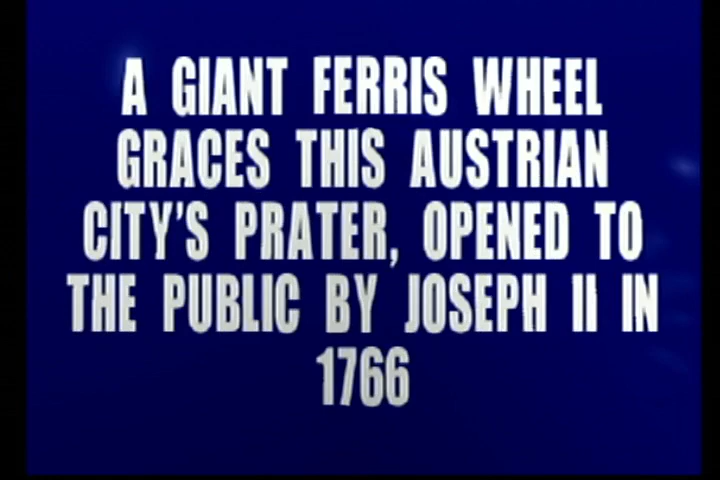 A GIANT FERRIS WHEEL
GRACES THIS AUSTRIAN
CITY'S PRATER, OPENED TO
THE PUBLIC BY JOSEPH II IN
1766